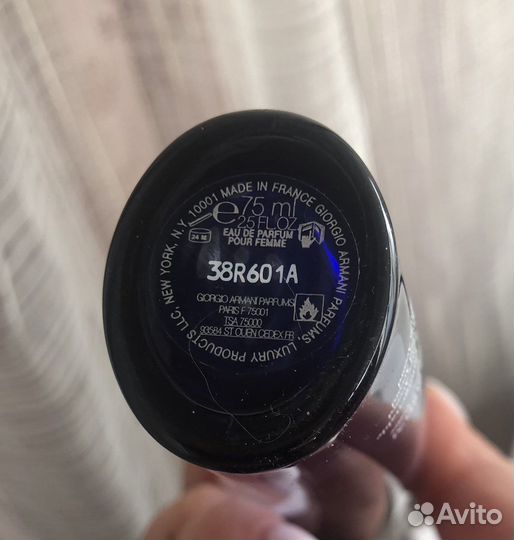 MADE IN FRANCE GIORGIO ARMANI PARFUMS, LUXURY PRODUCTS LLC, NEW YORK, N.Y. 10001
e 75 ml
2.5 FL.OZ
EAU DE PARFUM
POUR FEMME
24 M
38R601A
GIORGIO ARMANI PARFUMS
PARIS F 75001
TSA 75000
93584 ST OUEN CEDEX FR
Avito